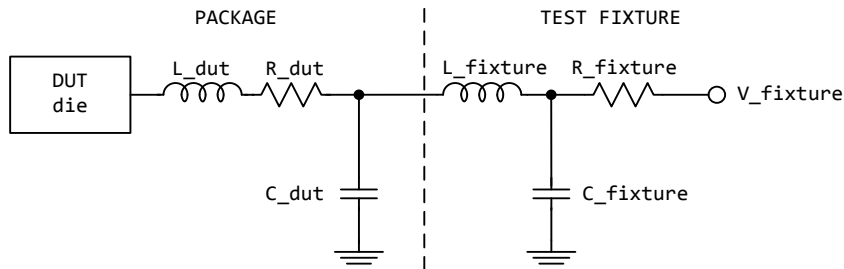 PACKAGE
TEST FIXTURE
L_dut
R_dut
L_fixture
R_fixture
DUT
die
V_fixture
C_dut
C_fixture